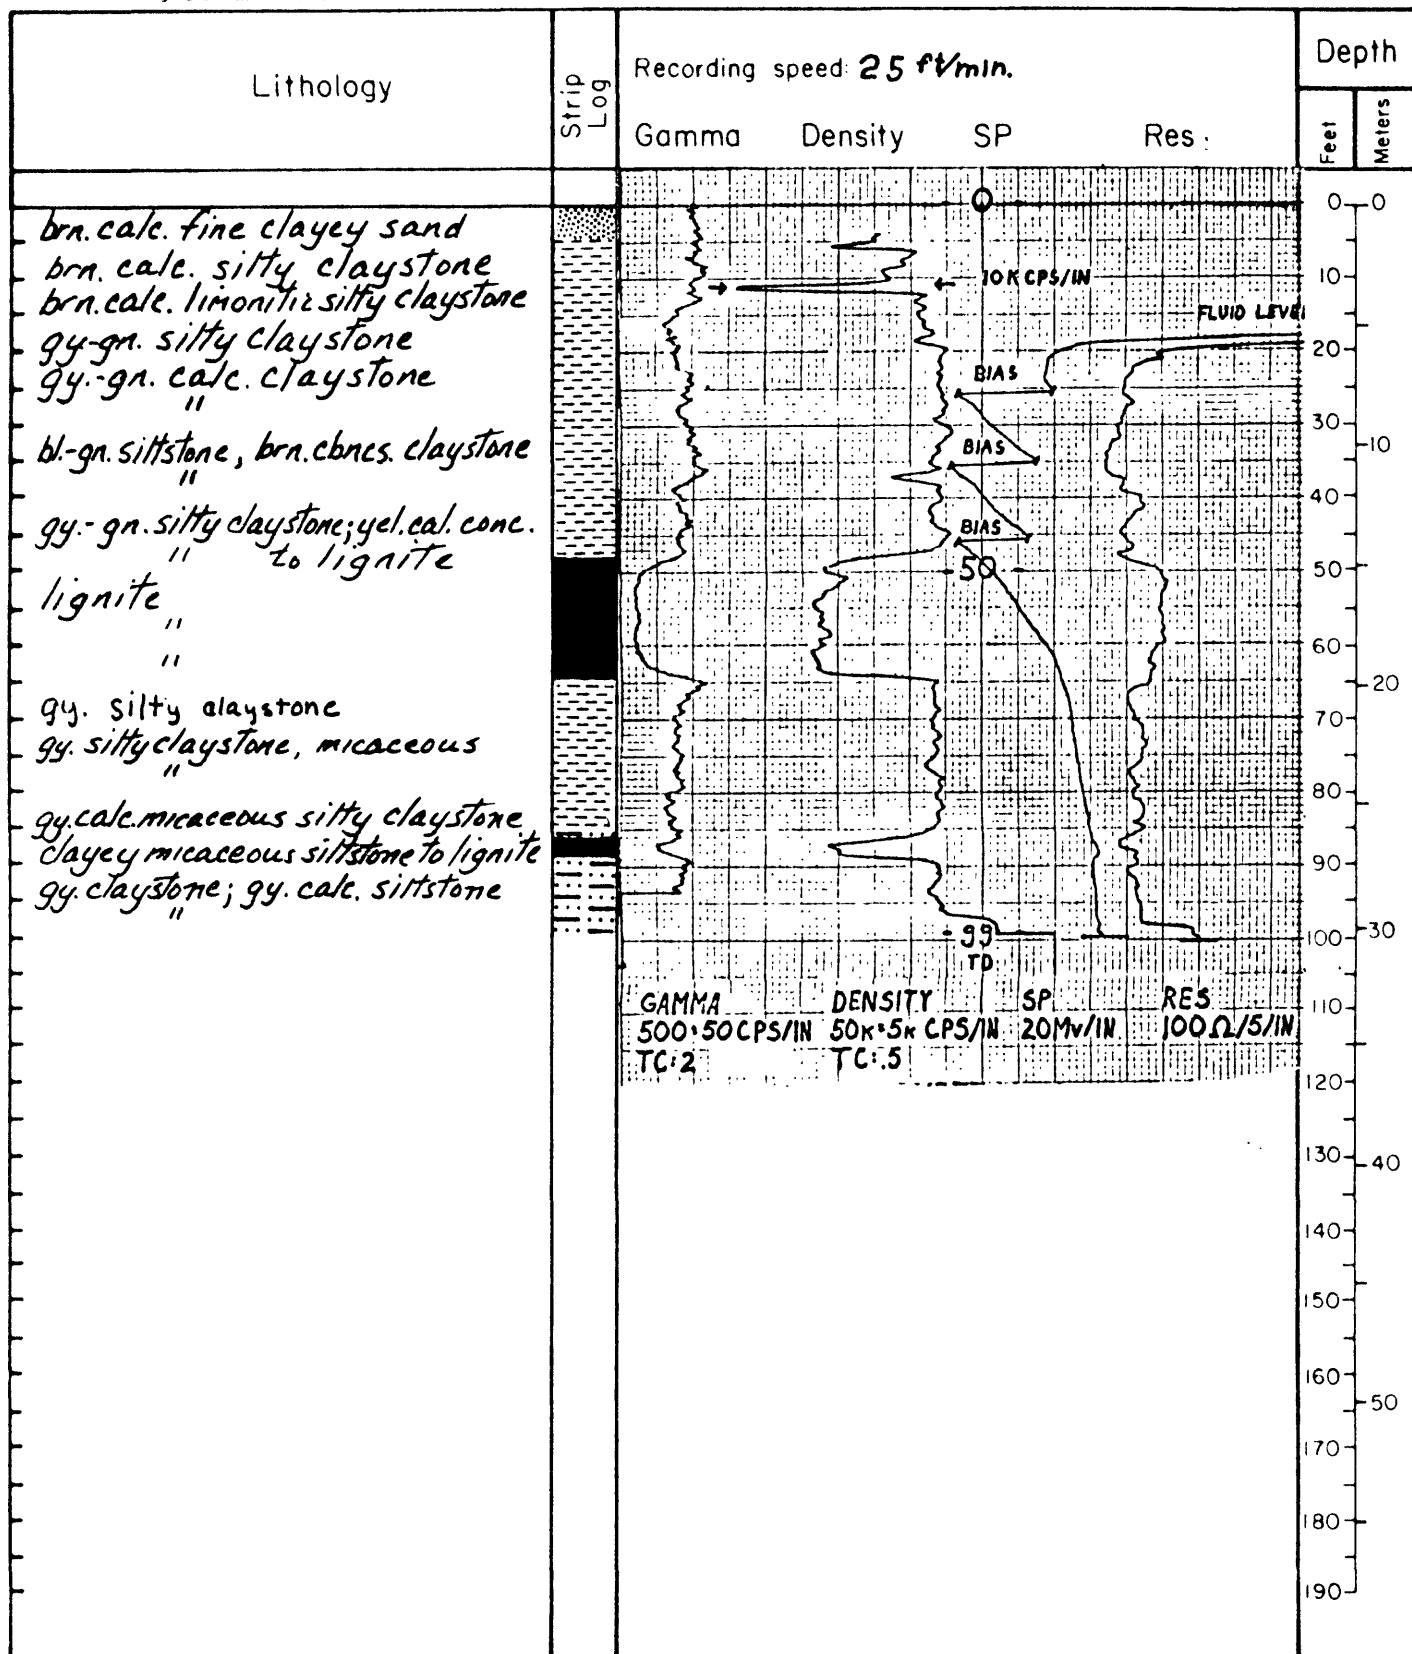 Lithology
Strip Log
Recording speed: 25 ft/min.
Gamma Density SP Res.
Depth
Feet
Meters
brn. calc. fine clayey sand
brn. calc. silty claystone
brn. calc. limonitic silty claystone
gy-gn. silty claystone
gy.-gn. calc. claystone
"
bl.-gn. siltstone, brn. cbncs. claystone
"
gy.-gn. silty claystone; yel. cal. conc.
" to lignite
lignite
"
"
gy. silty claystone
gy. silty claystone, micaceous
"
gy. calc. micaceous silty claystone
clayey micaceous siltstone to lignite
gy. claystone; gy. calc. siltstone
"
0
10K CPS/IN
FLUID LEVE
BIAS
BIAS
BIAS
50
99
TD
GAMMA
500:50 CPS/IN
TC:2
DENSITY
50K:5K CPS/IN
TC:.5
SP
20Mv/IN
RES
100Ω/5/IN
0
10
20
30
40
50
60
70
80
90
100
110
120
130
140
150
160
170
180
190
0
10
20
30
40
50